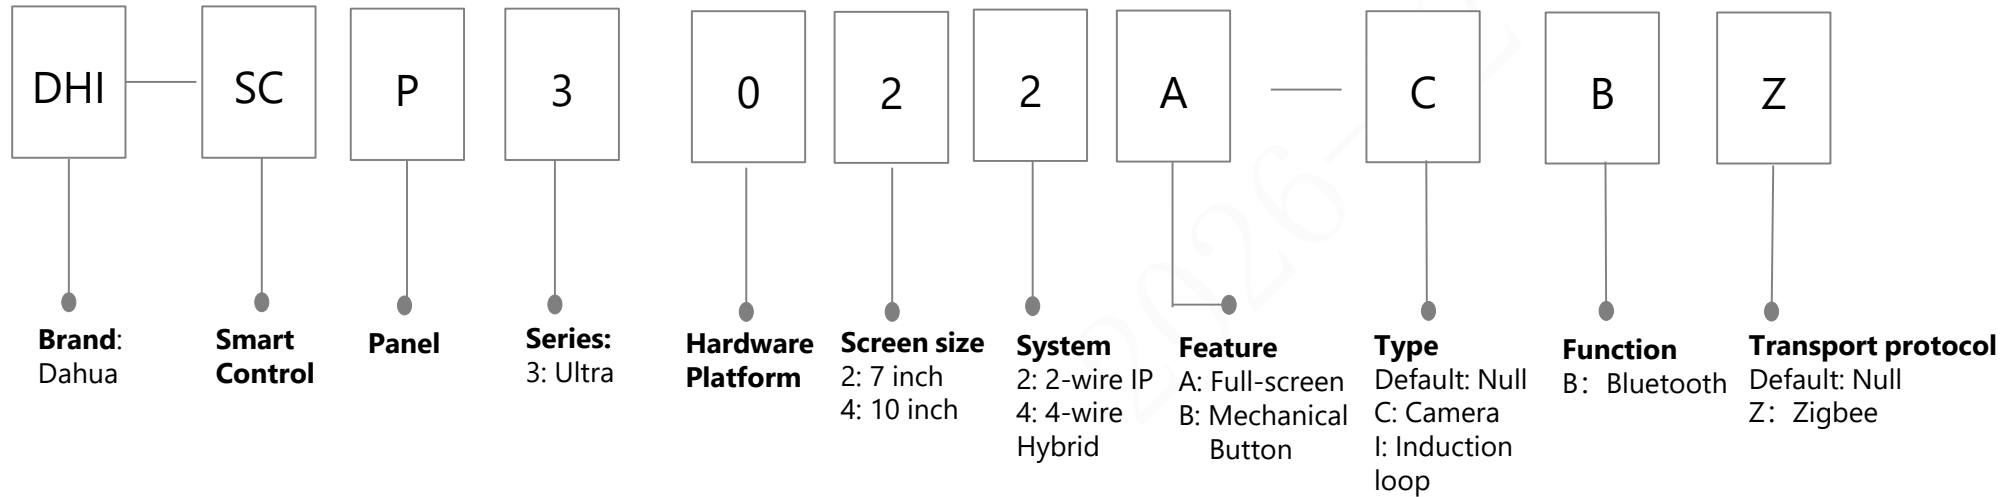 DHI
SC
P
3
0
2
2
A
C
B
Z
Brand:
Dahua
Smart
Control
Panel
Series:
3: Ultra
Hardware
Platform
Screen size
2: 7 inch
4: 10 inch
System
2: 2-wire IP
4: 4-wire
Hybrid
Feature
A: Full-screen
B: Mechanical
Button
Type
Default: Null
C: Camera
I: Induction
loop
Function
B： Bluetooth
Transport protocol
Default: Null
Z： Zigbee